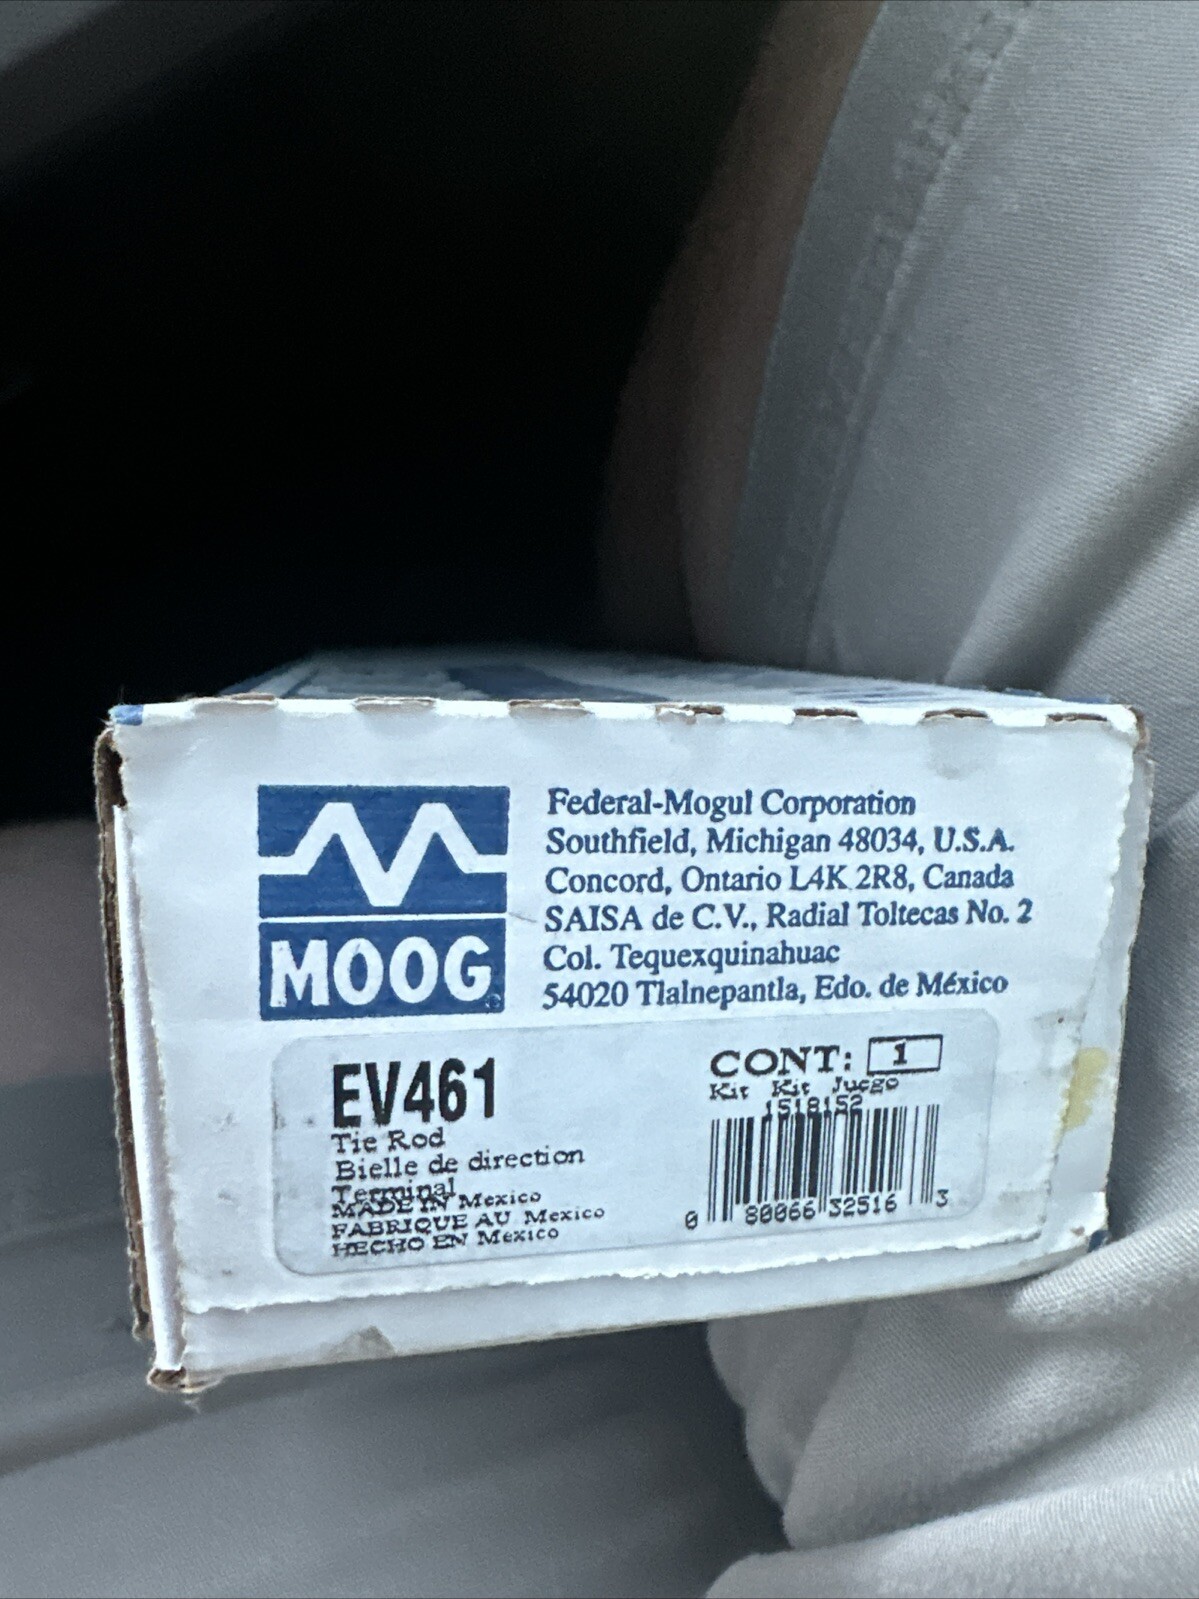 MOOG
Federal-Mogul Corporation
Southfield, Michigan 48034, U.S.A.
Concord, Ontario L4K 2R8, Canada
SAISA de C.V., Radial Toltecas No. 2
Col. Tequexquinahuac
54020 Tlalnepantla, Edo. de México
EV461
Tie Rod
Bielle de direction
Terminal
MADE IN Mexico
FABRIQUE AU Mexico
HECHO EN Mexico
CONT: 1
Kit Kit Juego
1518152
0 80066 32516 3